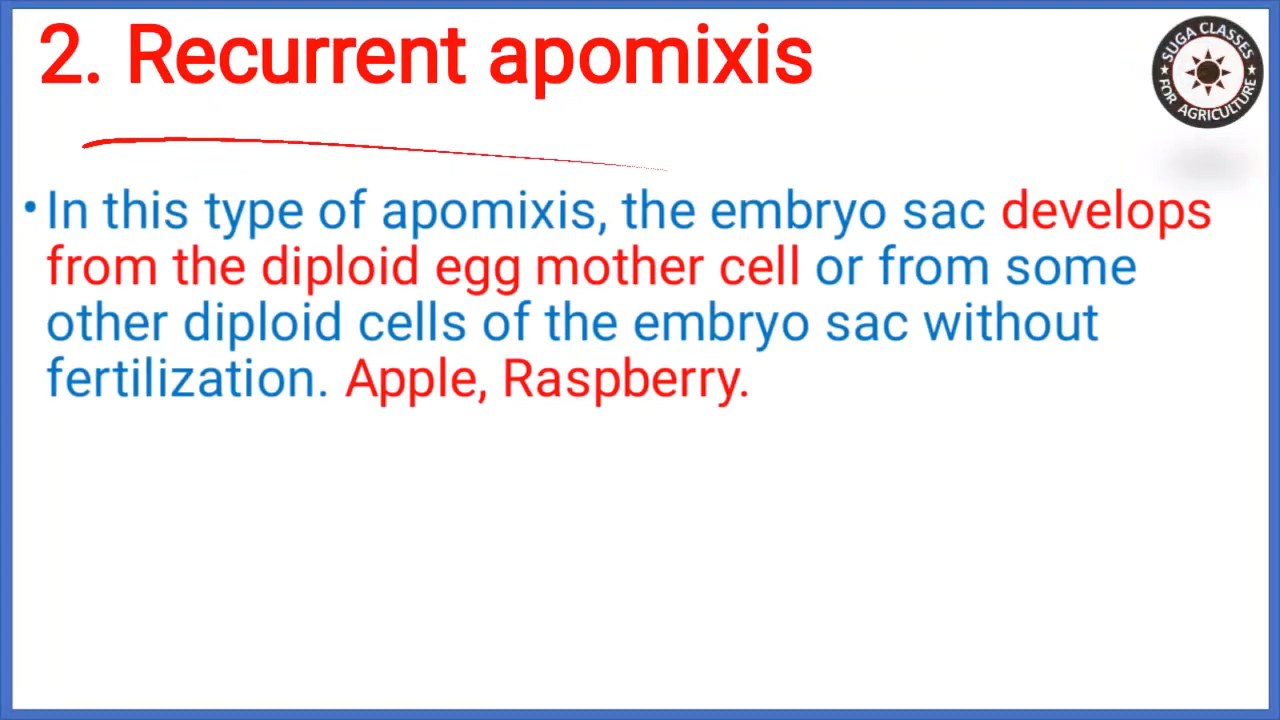 2. Recurrent apomixis
SUGA CLASSES
FOR AGRICULTURE
• In this type of apomixis, the embryo sac develops
from the diploid egg mother cell or from some
other diploid cells of the embryo sac without
fertilization. Apple, Raspberry.